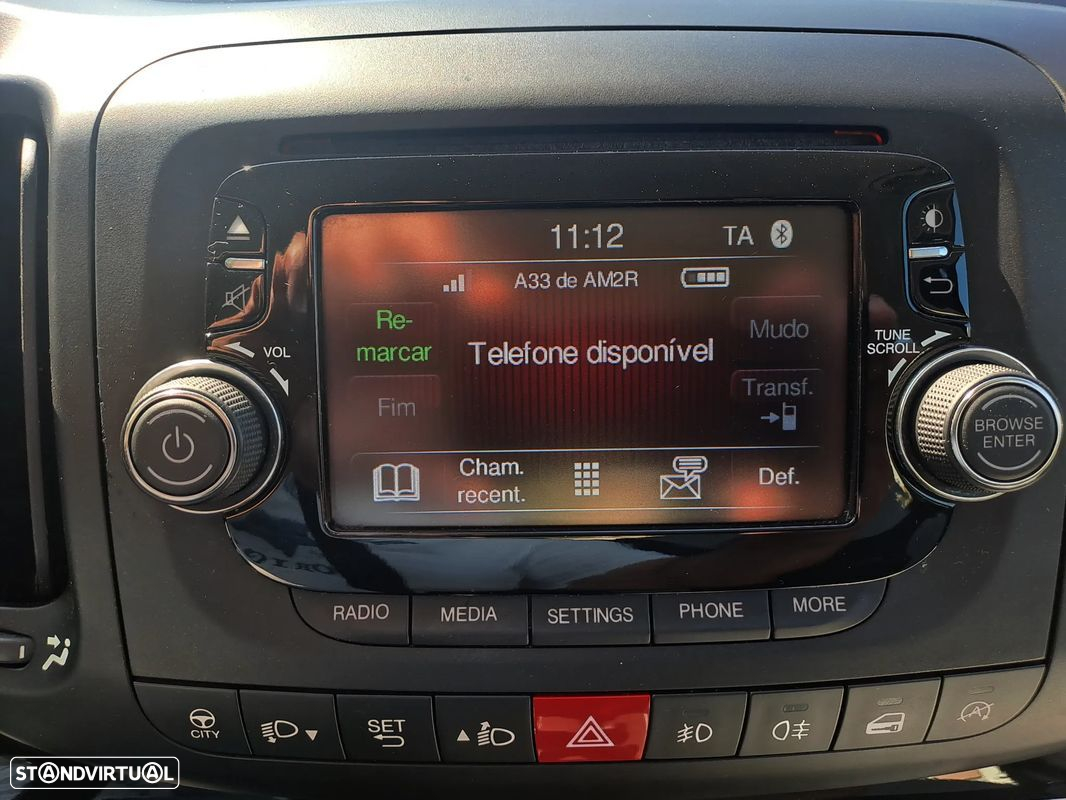 11:12 TA
A33 de AM2R
Re-
marcar
Telefone disponível
Mudo
Fim
Transf.
Cham.
recent.
Def.
VOL
TUNE
SCROLL
BROWSE
ENTER
RADIO MEDIA SETTINGS PHONE MORE
CITY
SET
A
STANDVIRTUAL